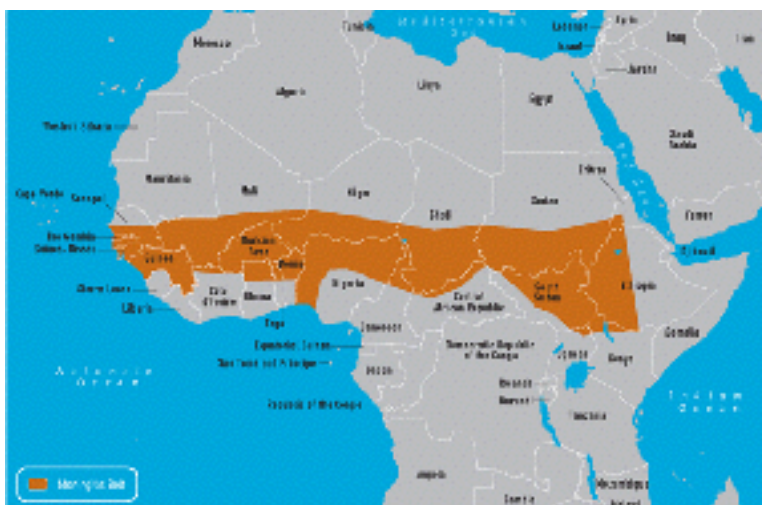 Mediterranean
Sea
Tunisia
Morocco
Lebanon
Israel
Syria
Iraq
Iran
Jordan
Algeria
Libya
Egypt
Western Sahara
Saudi
Arabia
Red Sea
Mauritania
Mali
Niger
Chad
Sudan
Eritrea
Yemen
Cape Verde
Senegal
The Gambia
Guinea-Bissau
Guinea
Burkina
Faso
Benin
Djibouti
Sierra Leone
Liberia
Côte
d'Ivoire
Ghana
Togo
Nigeria
Central
African Republic
South
Sudan
Ethiopia
Somalia
Cameroon
Equatorial Guinea
Sao Tome and Principe
Gabon
Republic of the Congo
Democratic Republic
of the Congo
Uganda
Kenya
Rwanda
Burundi
Tanzania
Atlantic
Ocean
Indian
Ocean
Angola
Zambia
Mozambique
Malawi
Meningitis Belt